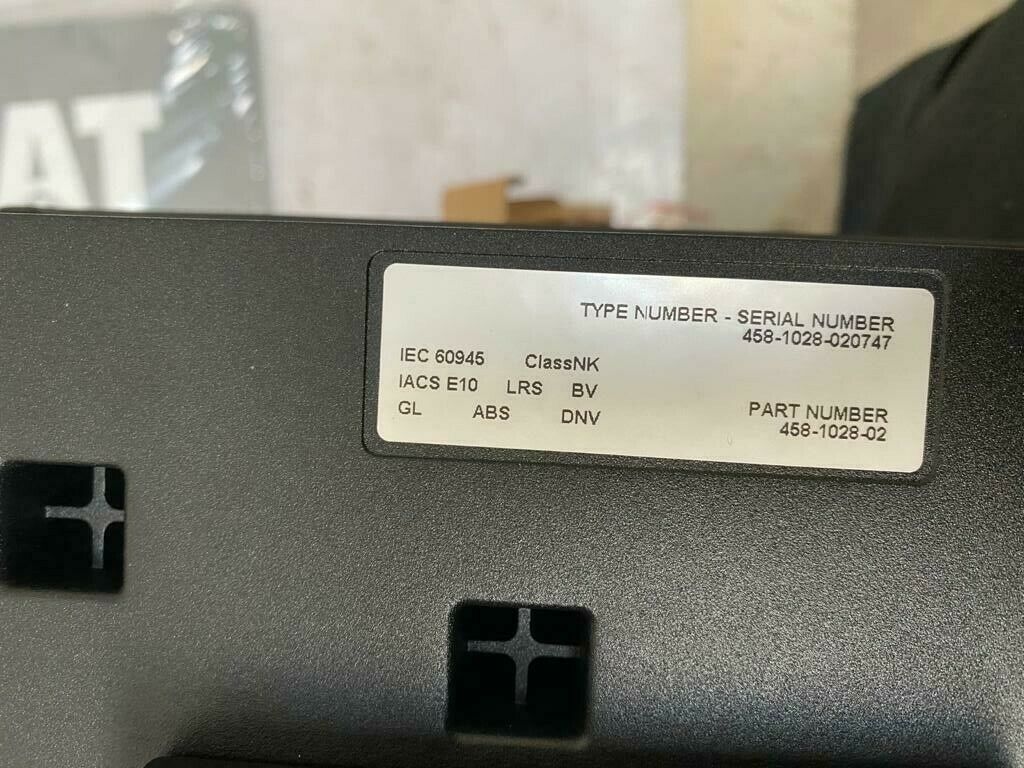 AT
TYPE NUMBER - SERIAL NUMBER
458-1028-020747
IEC 60945 ClassNK
IACS E10 LRS BV
GL ABS DNV
PART NUMBER
458-1028-02